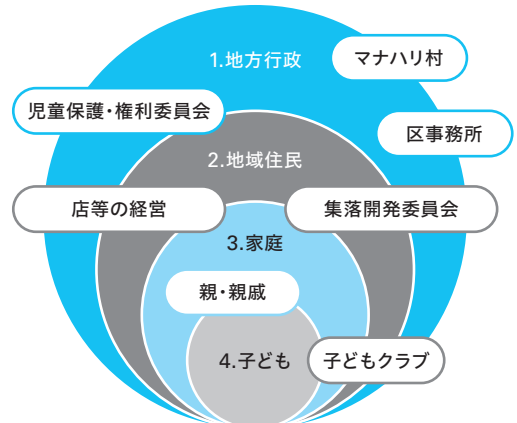 1.地方行政
マナハリ村
児童保護・権利委員会
区事務所
2.地域住民
店等の経営
集落開発委員会
3.家庭
親・親戚
4.子ども
子どもクラブ